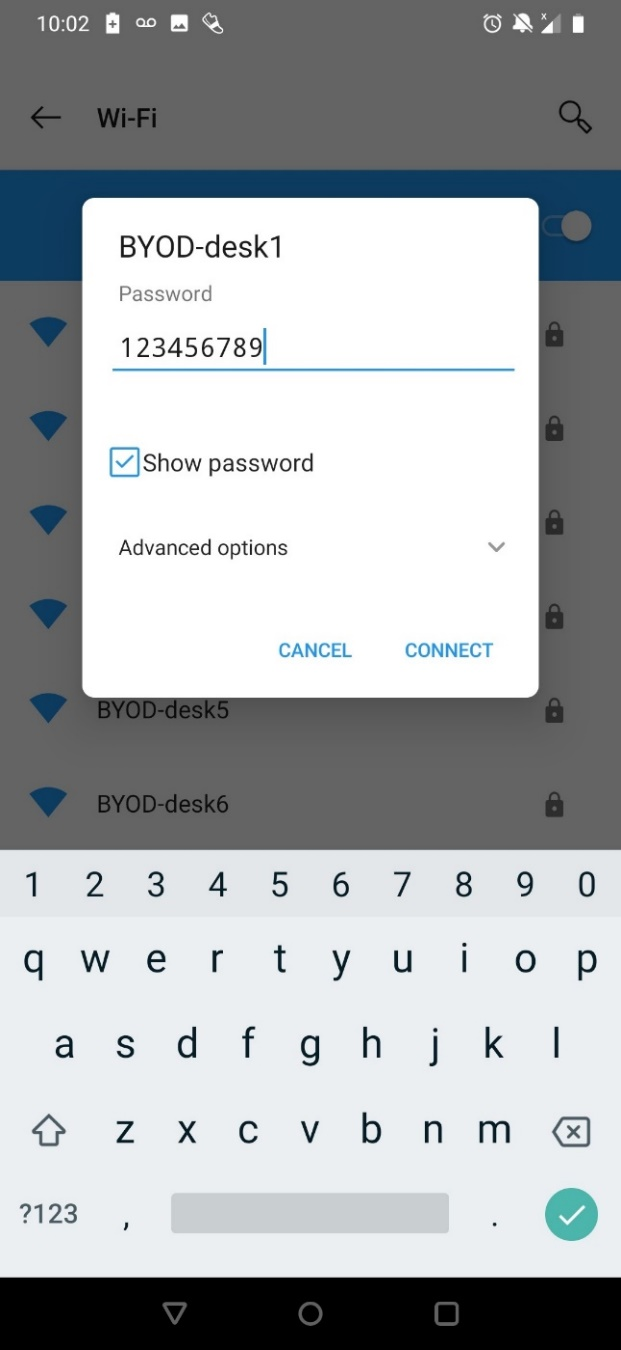 10:02
Wi-Fi
BYOD-desk1
Password
123456789
Show password
Advanced options
CANCEL CONNECT
BYOD-desk5
BYOD-desk6
1 2 3 4 5 6 7 8 9 0
q w e r t y u i o p
a s d f g h j k l
z x c v b n m
?123 , .